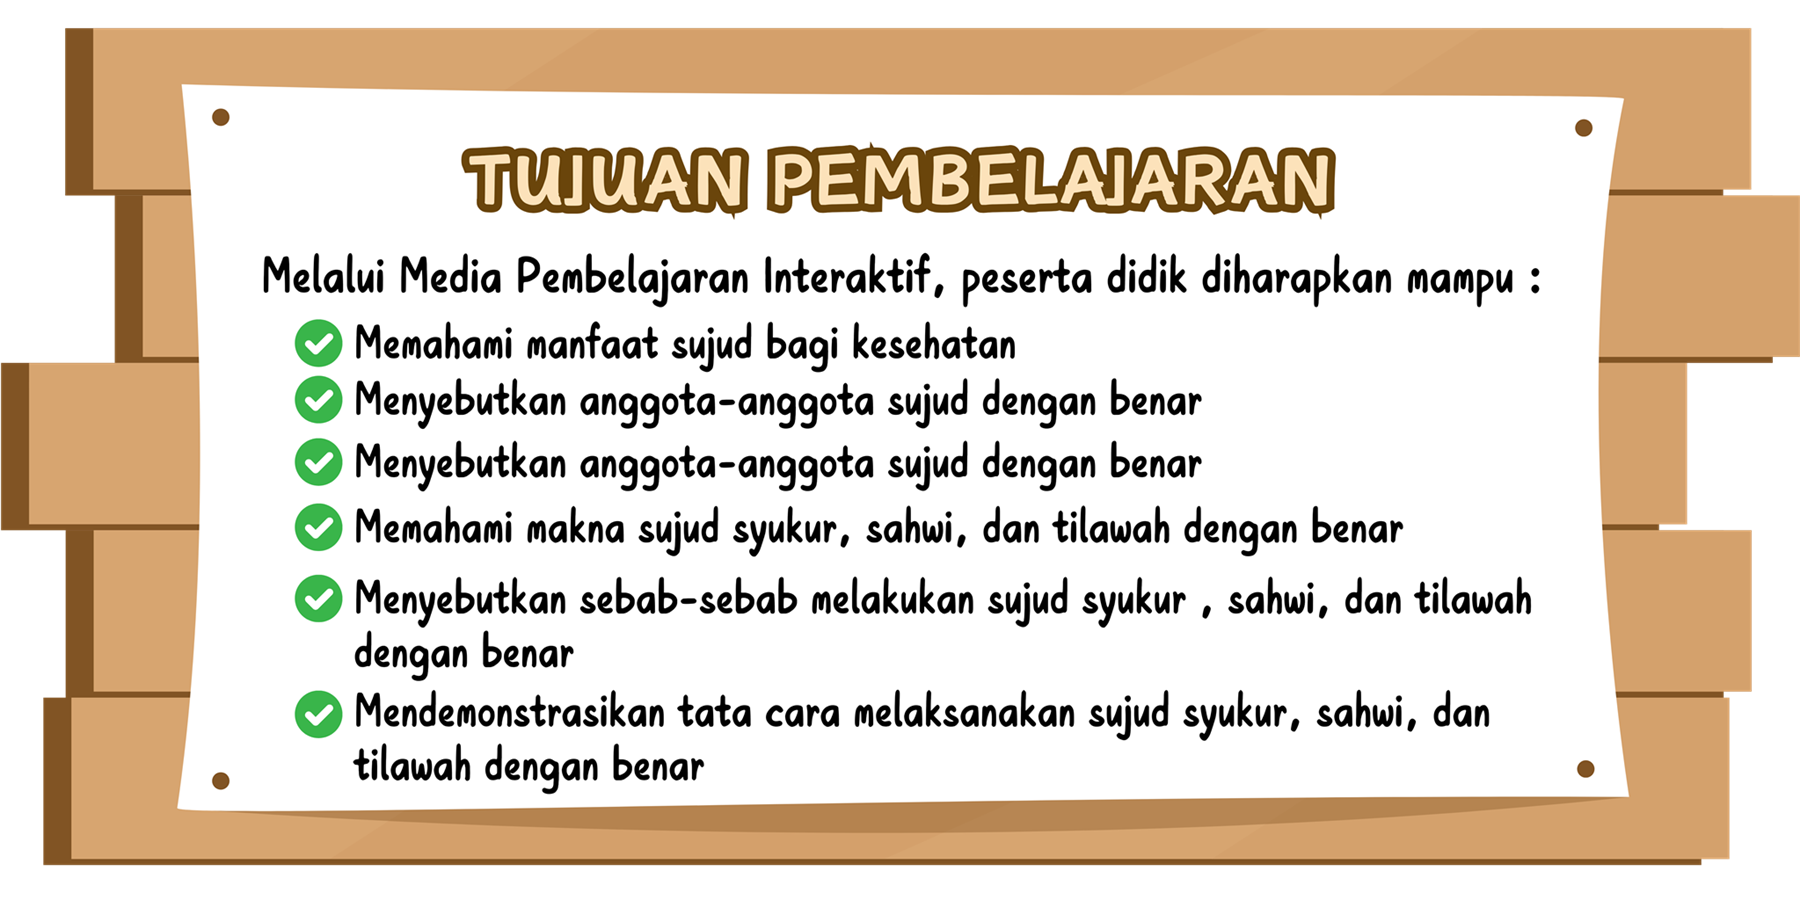 TUJUAN PEMBELAJARAN
Melalui Media Pembelajaran Interaktif, peserta didik diharapkan mampu :
Memahami manfaat sujud bagi kesehatan
Menyebutkan anggota-anggota sujud dengan benar
Menyebutkan anggota-anggota sujud dengan benar
Memahami makna sujud syukur, sahwi, dan tilawah dengan benar
Menyebutkan sebab-sebab melakukan sujud syukur , sahwi, dan tilawah
dengan benar
Mendemonstrasikan tata cara melaksanakan sujud syukur, sahwi, dan
tilawah dengan benar